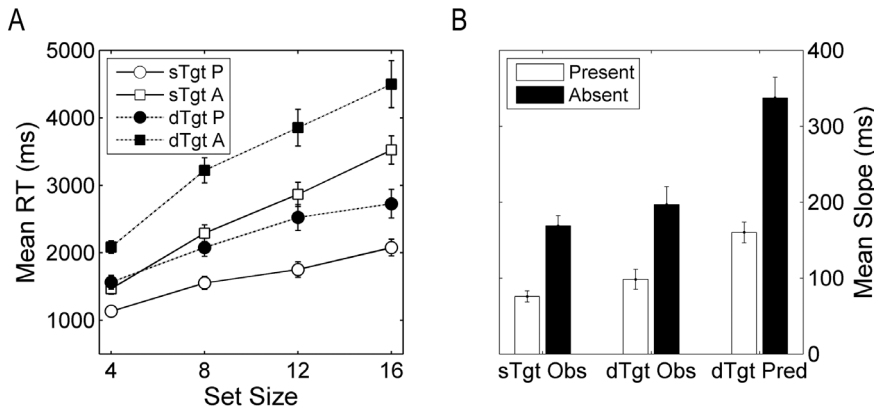 A
Mean RT (ms)
5000
4000
3000
2000
1000
sTgt P
sTgt A
dTgt P
dTgt A
4
8
12
16
Set Size
B
Present
Absent
400
300
200
100
0
Mean Slope (ms)
sTgt Obs
dTgt Obs
dTgt Pred